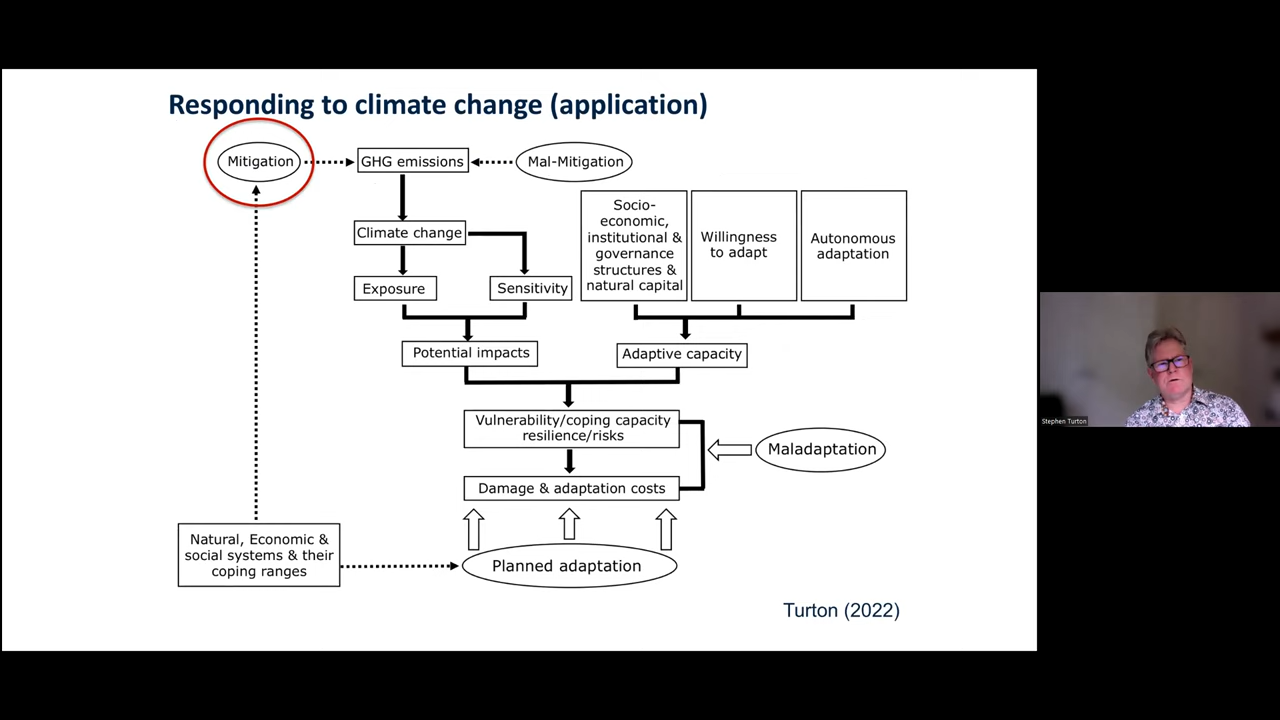 Responding to climate change (application)
Mitigation
GHG emissions
Mal-Mitigation
Climate change
Socio-
economic,
institutional &
governance
structures &
natural capital
Willingness
to adapt
Autonomous
adaptation
Exposure
Sensitivity
Potential impacts
Adaptive capacity
Vulnerability/coping capacity
resilience/risks
Maladaptation
Damage & adaptation costs
Natural, Economic &
social systems & their
coping ranges
Planned adaptation
Turton (2022)
Stephen Turton